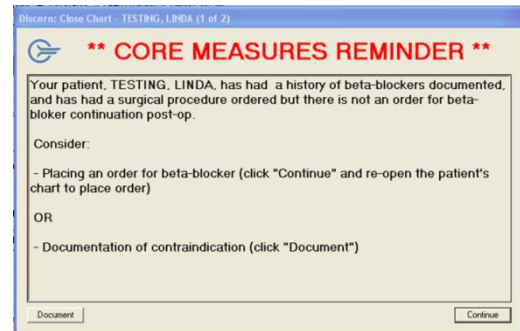 Discern: Close Chart - TESTING, LINDA (1 of 2)
** CORE MEASURES REMINDER **
Your patient, TESTING, LINDA, has had a history of beta-blockers documented,
and has had a surgical procedure ordered but there is not an order for beta-
bloker continuation post-op.
Consider:
- Placing an order for beta-blocker (click "Continue" and re-open the patient's
chart to place order)
OR
- Documentation of contraindication (click "Document")
Document
Continue